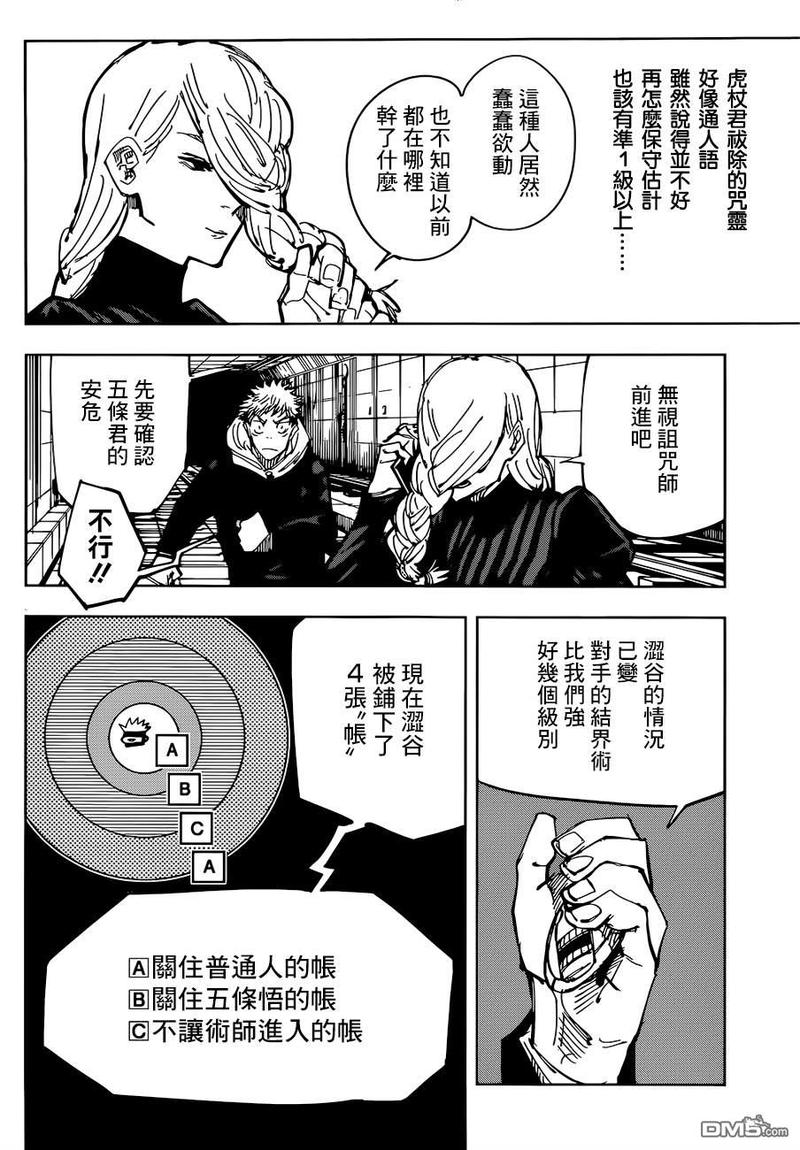 虎杖君祓除的咒靈
好像通人語
雖然說得並不好
再怎麼保守估計
也該有準1級以上……
這種人居然
蠢蠢欲動
也不知道以前
都在哪裡
幹了什麼
無視詛咒師
前進吧
先要確認
五條君的
安危
不行!!
澀谷的情況
已變
對手的結界術
比我們強
好幾個級別
現在澀谷
被鋪下了
4張〝帳〞
A
B
C
A
A關住普通人的帳
B關住五條悟的帳
C不讓術師進入的帳
DM5.com